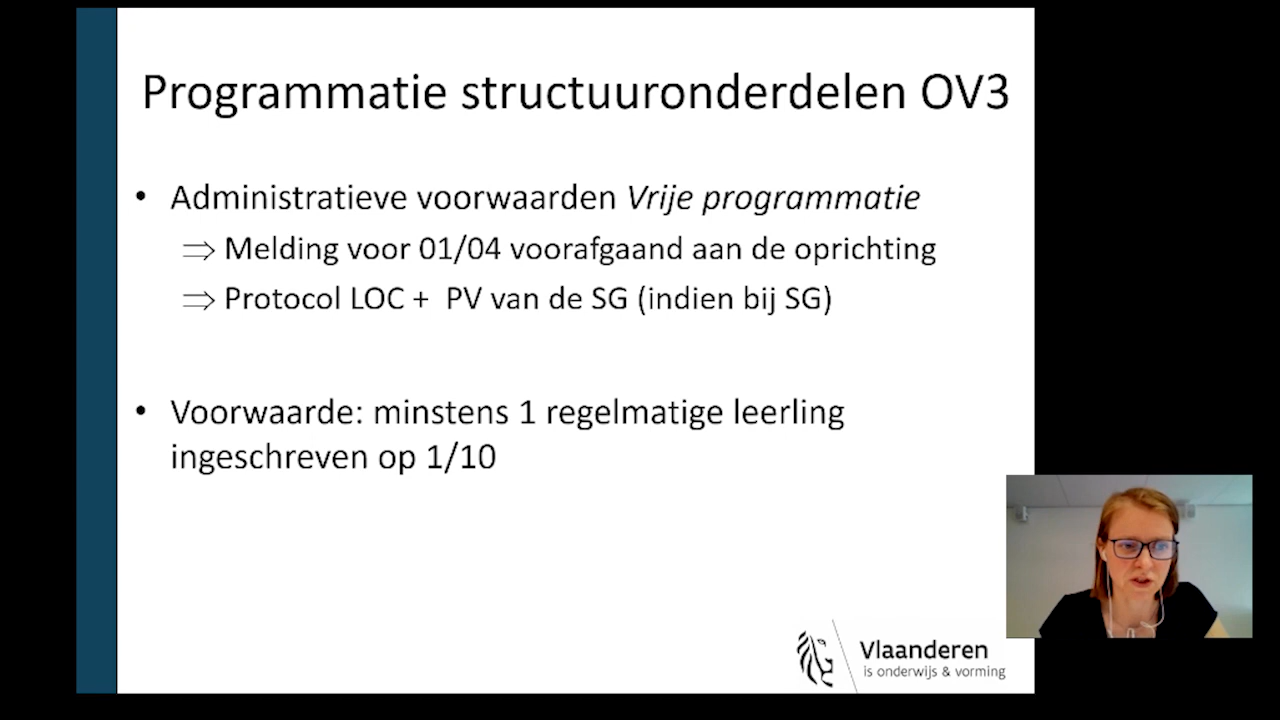 Programmatie structuuronderdelen OV3
• Administratieve voorwaarden Vrije programmatie
⇒ Melding voor 01/04 voorafgaand aan de oprichting
⇒ Protocol LOC + PV van de SG (indien bij SG)
• Voorwaarde: minstens 1 regelmatige leerling
ingeschreven op 1/10
Vlaanderen
is onderwijs & vorming